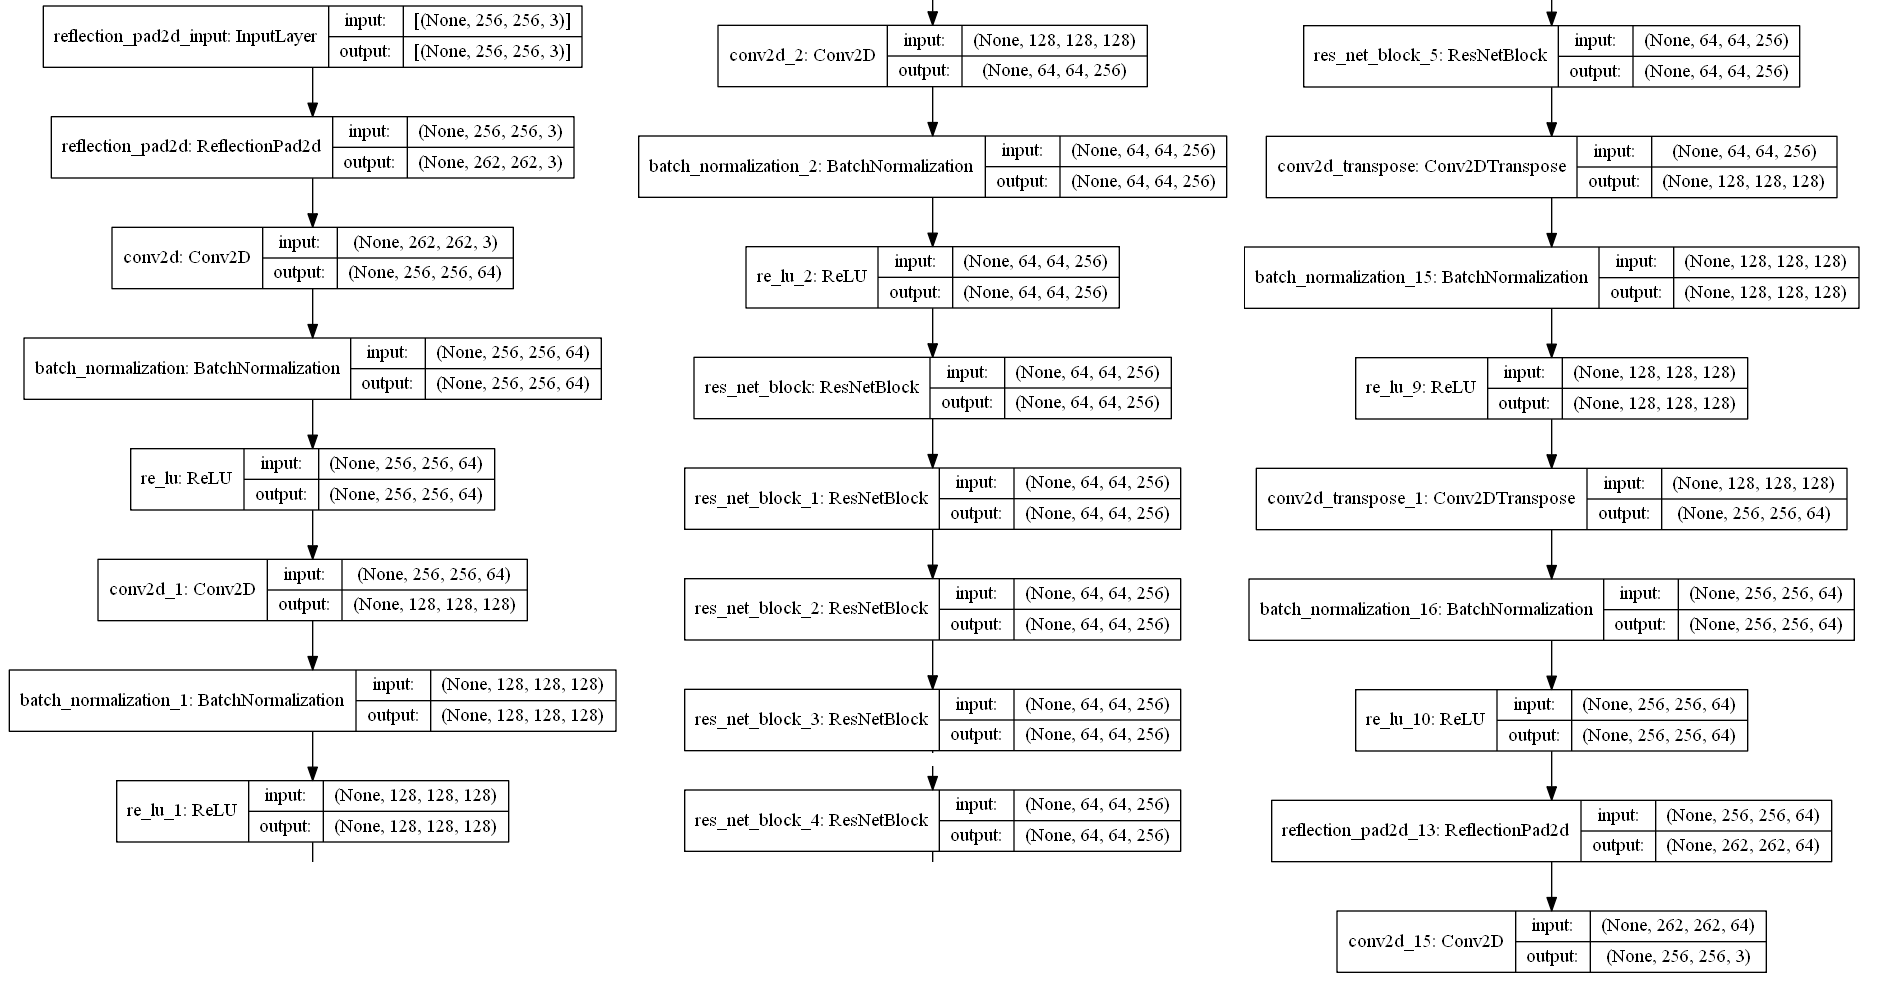 reflection_pad2d_input: InputLayer
input: [(None, 256, 256, 3)]
output: [(None, 256, 256, 3)]
reflection_pad2d: ReflectionPad2d
input: (None, 256, 256, 3)
output: (None, 262, 262, 3)
conv2d: Conv2D
input: (None, 262, 262, 3)
output: (None, 256, 256, 64)
batch_normalization: BatchNormalization
input: (None, 256, 256, 64)
output: (None, 256, 256, 64)
re_lu: ReLU
input: (None, 256, 256, 64)
output: (None, 256, 256, 64)
conv2d_1: Conv2D
input: (None, 256, 256, 64)
output: (None, 128, 128, 128)
batch_normalization_1: BatchNormalization
input: (None, 128, 128, 128)
output: (None, 128, 128, 128)
re_lu_1: ReLU
input: (None, 128, 128, 128)
output: (None, 128, 128, 128)
conv2d_2: Conv2D
input: (None, 128, 128, 128)
output: (None, 64, 64, 256)
batch_normalization_2: BatchNormalization
input: (None, 64, 64, 256)
output: (None, 64, 64, 256)
re_lu_2: ReLU
input: (None, 64, 64, 256)
output: (None, 64, 64, 256)
res_net_block: ResNetBlock
input: (None, 64, 64, 256)
output: (None, 64, 64, 256)
res_net_block_1: ResNetBlock
input: (None, 64, 64, 256)
output: (None, 64, 64, 256)
res_net_block_2: ResNetBlock
input: (None, 64, 64, 256)
output: (None, 64, 64, 256)
res_net_block_3: ResNetBlock
input: (None, 64, 64, 256)
output: (None, 64, 64, 256)
res_net_block_4: ResNetBlock
input: (None, 64, 64, 256)
output: (None, 64, 64, 256)
res_net_block_5: ResNetBlock
input: (None, 64, 64, 256)
output: (None, 64, 64, 256)
conv2d_transpose: Conv2DTranspose
input: (None, 64, 64, 256)
output: (None, 128, 128, 128)
batch_normalization_15: BatchNormalization
input: (None, 128, 128, 128)
output: (None, 128, 128, 128)
re_lu_9: ReLU
input: (None, 128, 128, 128)
output: (None, 128, 128, 128)
conv2d_transpose_1: Conv2DTranspose
input: (None, 128, 128, 128)
output: (None, 256, 256, 64)
batch_normalization_16: BatchNormalization
input: (None, 256, 256, 64)
output: (None, 256, 256, 64)
re_lu_10: ReLU
input: (None, 256, 256, 64)
output: (None, 256, 256, 64)
reflection_pad2d_13: ReflectionPad2d
input: (None, 256, 256, 64)
output: (None, 262, 262, 64)
conv2d_15: Conv2D
input: (None, 262, 262, 64)
output: (None, 256, 256, 3)